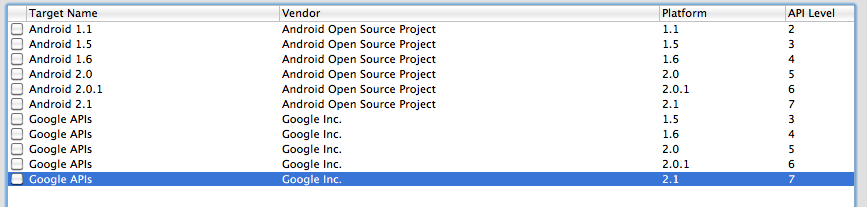 Target Name Vendor Platform API Level
Android 1.1 Android Open Source Project 1.1 2
Android 1.5 Android Open Source Project 1.5 3
Android 1.6 Android Open Source Project 1.6 4
Android 2.0 Android Open Source Project 2.0 5
Android 2.0.1 Android Open Source Project 2.0.1 6
Android 2.1 Android Open Source Project 2.1 7
Google APIs Google Inc. 1.5 3
Google APIs Google Inc. 1.6 4
Google APIs Google Inc. 2.0 5
Google APIs Google Inc. 2.0.1 6
Google APIs Google Inc. 2.1 7